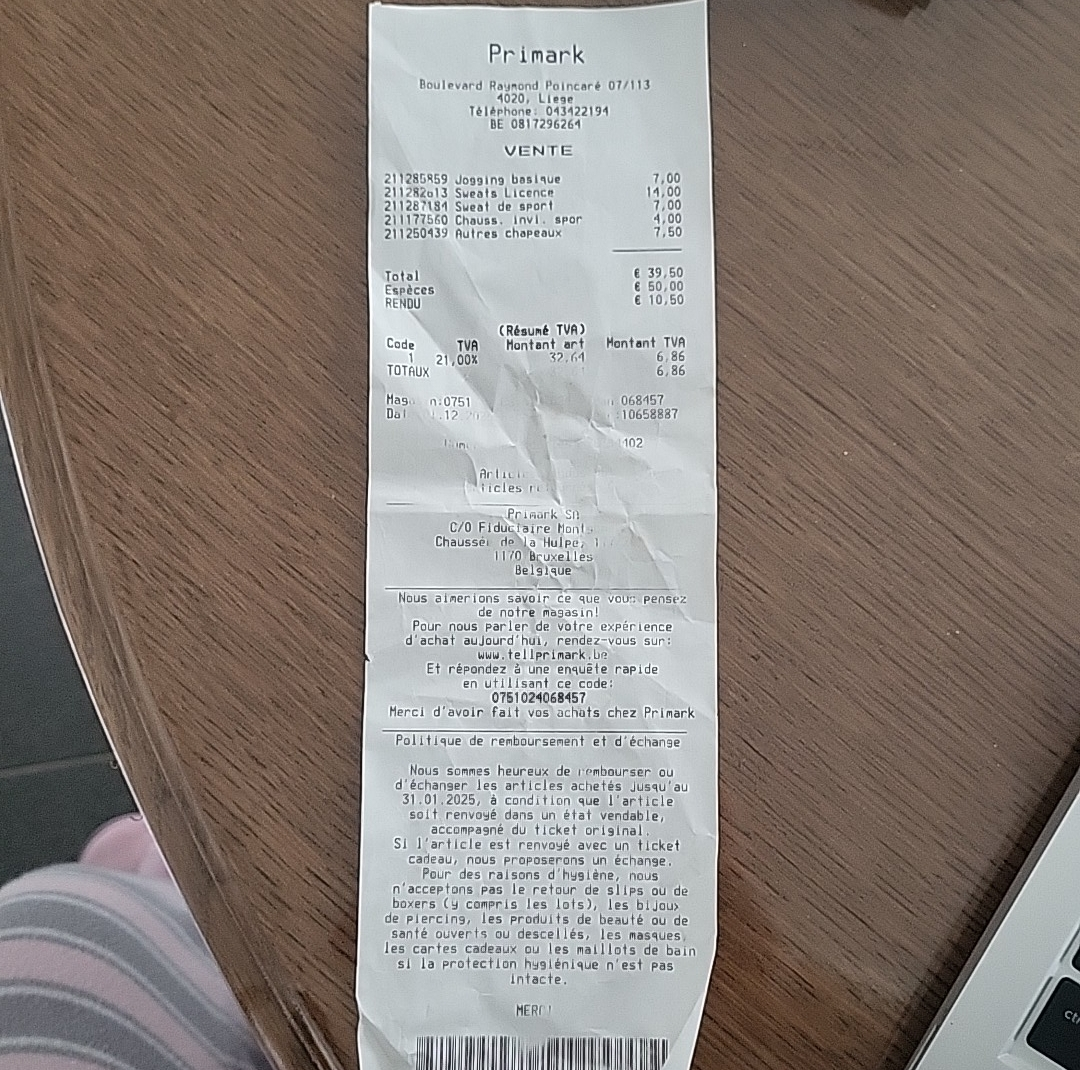 Primark
Boulevard Raymond Poincaré 07/113
4020, Liege
Téléphone: 043422194
BE 0817296264
VENTE
211285859 Jogging basique 7,00
211282613 Sweats Licence 14,00
211287184 Sweat de sport 7,00
211177560 Chauss. invi. spor 4,00
211250439 Autres chapeaux 7,50
Total € 39,50
Espèces € 50,00
RENDU € 10,50
(Résumé TVA)
Code TVA Montant art Montant TVA
1 21,00% 32,64 6,86
TOTAUX 6,86
0751 068457
.12 10658887
102
Primark SA
C/O Fiduciaire
de la Hulpe,
1170 Bruxelles
Belgique
Nous aimerions savoir ce que vous pensez
de notre magasin!
Pour nous parler de votre expérience
d'achat aujourd'hui, rendez-vous sur:
www.tellprimark.be
Et répondez à une enquête rapide
en utilisant ce code:
0751024068457
Merci d'avoir fait vos achats chez Primark
Politique de remboursement et d'échange
Nous sommes heureux de rembourser ou
d'échanger les articles achetés jusqu'au
31.01.2025, à condition que l'article
soit renvoyé dans un état vendable,
accompagné du ticket original.
Si l'article est renvoyé avec un ticket
cadeau, nous proposerons un échange.
Pour des raisons d'hygiène, nous
n'acceptons pas le retour de slips ou de
boxers (y compris les lots), les bijoux
de piercing, les produits de beauté ou de
santé ouverts ou descellés, les masques,
les cartes cadeaux ou les maillots de bain
si la protection hygiénique n'est pas
intacte.
MERCI